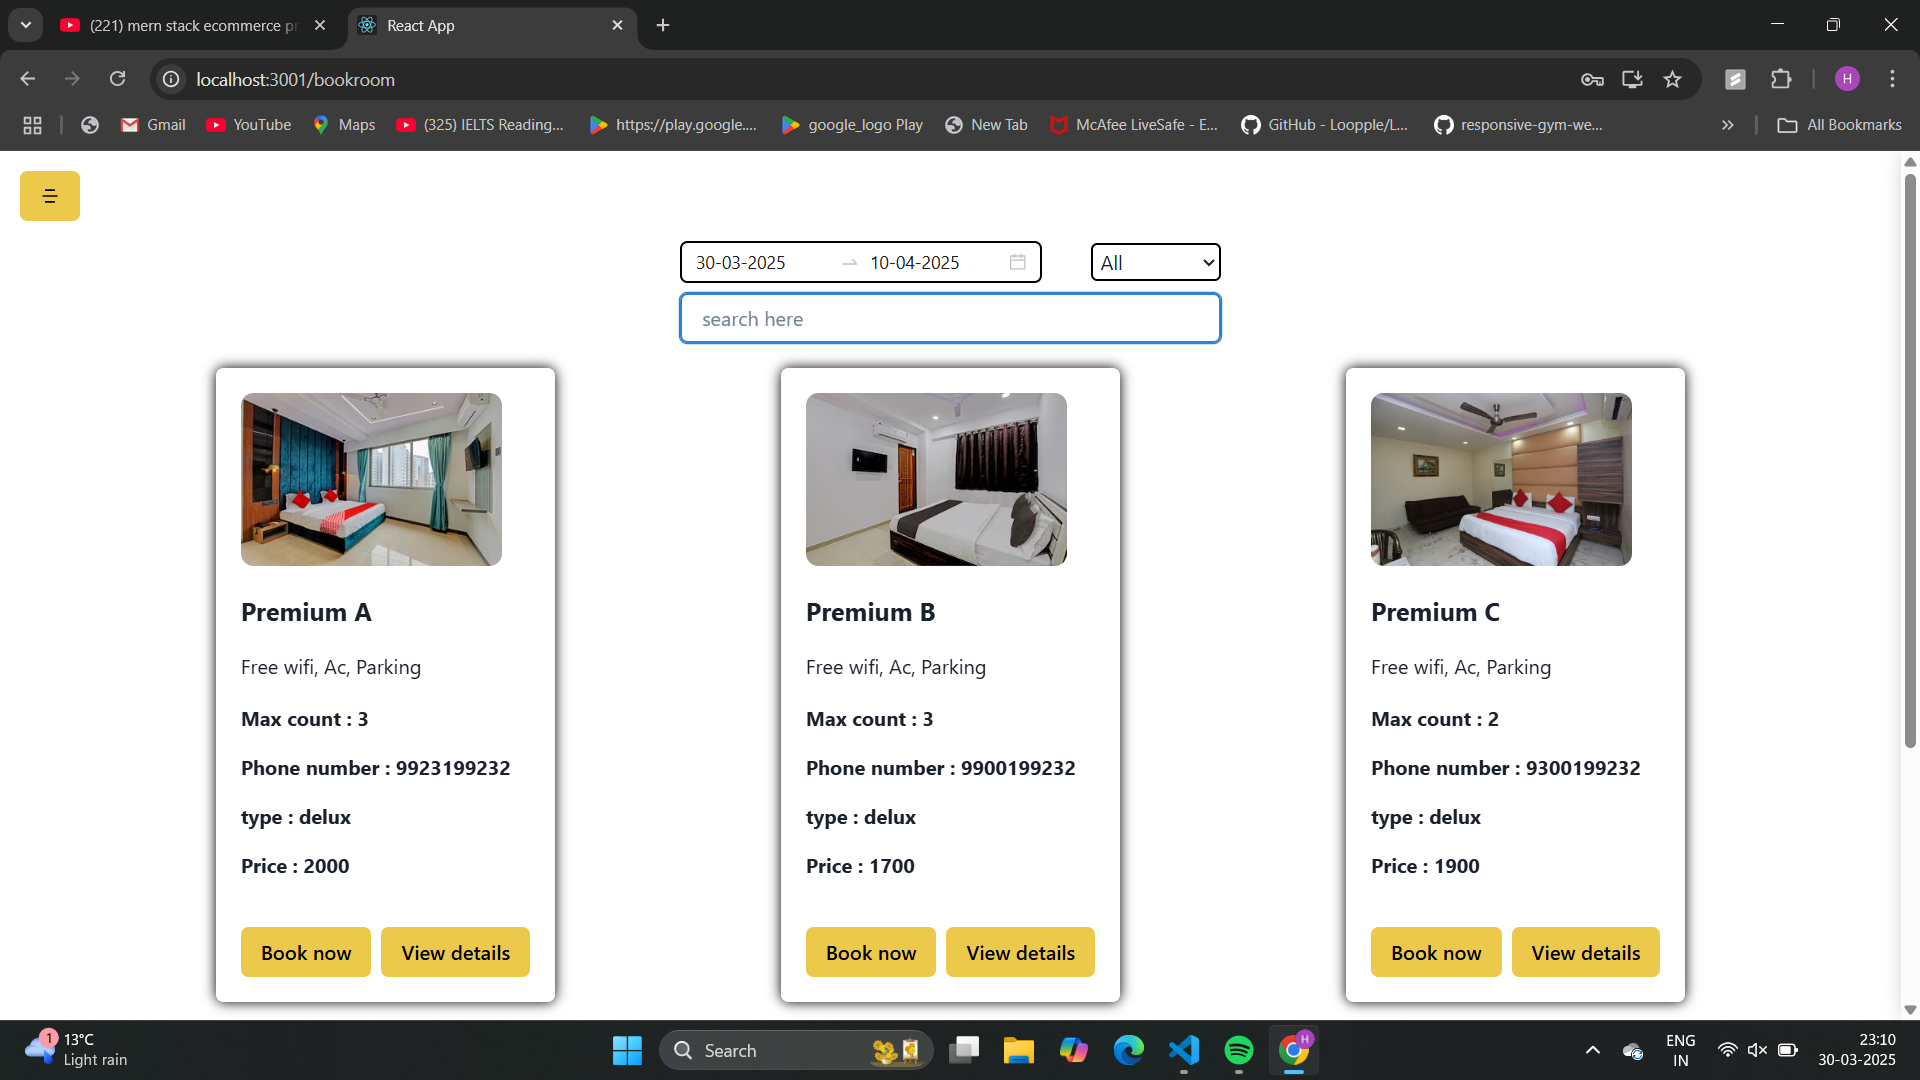 (221) mern stack ecommerce pr
React App
localhost:3001/bookroom
H
Gmail
YouTube
Maps
(325) IELTS Reading...
https://play.google....
google_logo Play
New Tab
McAfee LiveSafe - E...
GitHub - Loopple/L...
responsive-gym-we...
»
All Bookmarks
30-03-2025
10-04-2025
All
search here
Premium A
Free wifi, Ac, Parking
Max count : 3
Phone number : 9923199232
type : delux
Price : 2000
Book now
View details
Premium B
Free wifi, Ac, Parking
Max count : 3
Phone number : 9900199232
type : delux
Price : 1700
Book now
View details
Premium C
Free wifi, Ac, Parking
Max count : 2
Phone number : 9300199232
type : delux
Price : 1900
Book now
View details
1
13°C
Light rain
Search
H
ENG
IN
23:10
30-03-2025